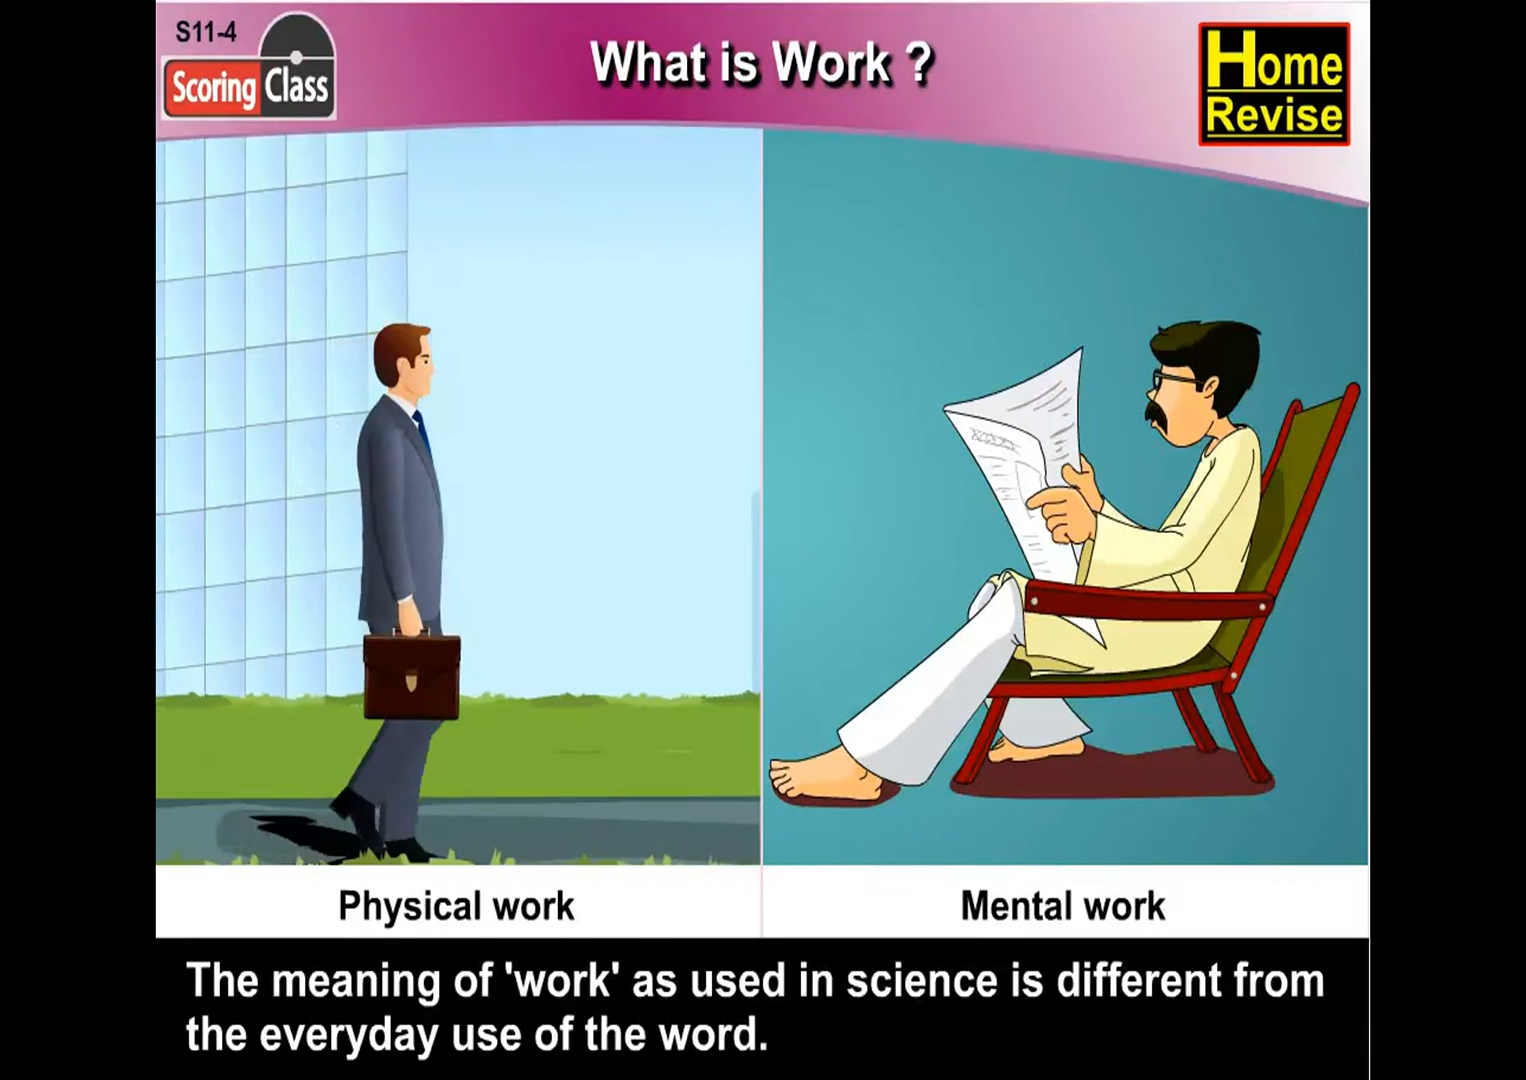 S11-4
Scoring Class
What is Work ?
Home
Revise
Physical work
Mental work
The meaning of 'work' as used in science is different from
the everyday use of the word.